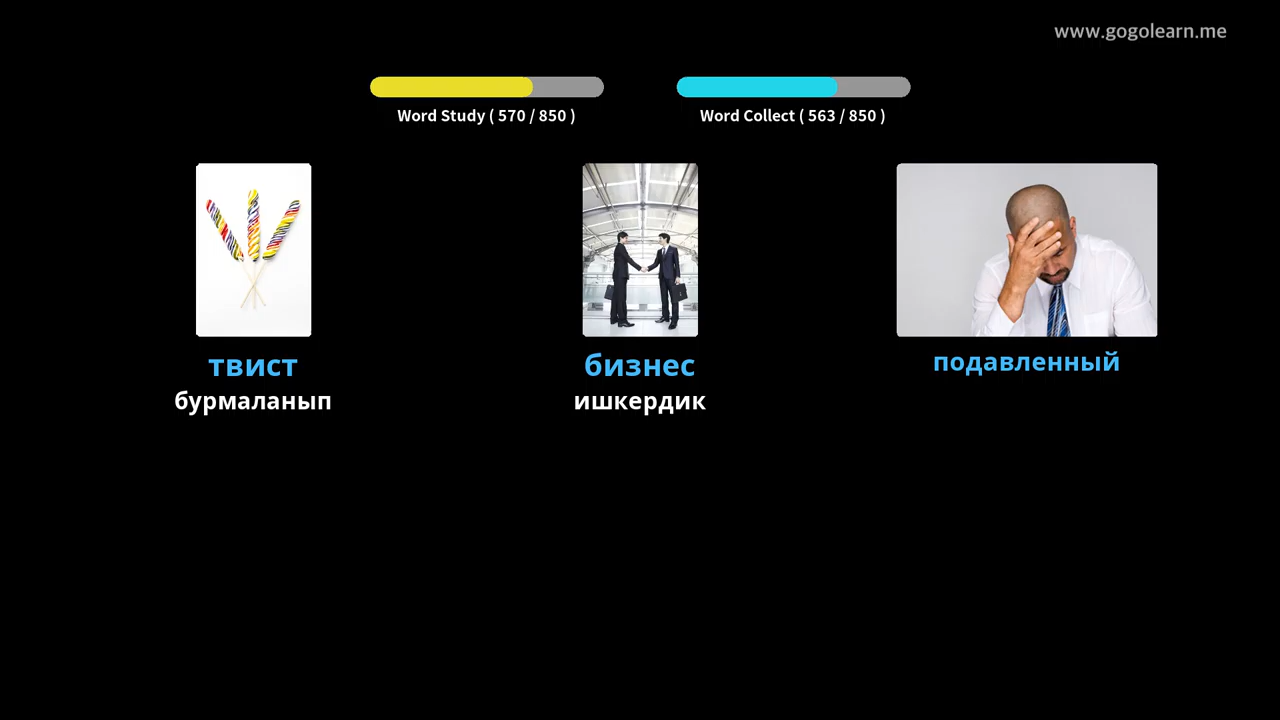 www.gogolearn.me
Word Study ( 570 / 850 )
Word Collect ( 563 / 850 )
твист
бурмаланып
бизнес
ишкердик
подавленный